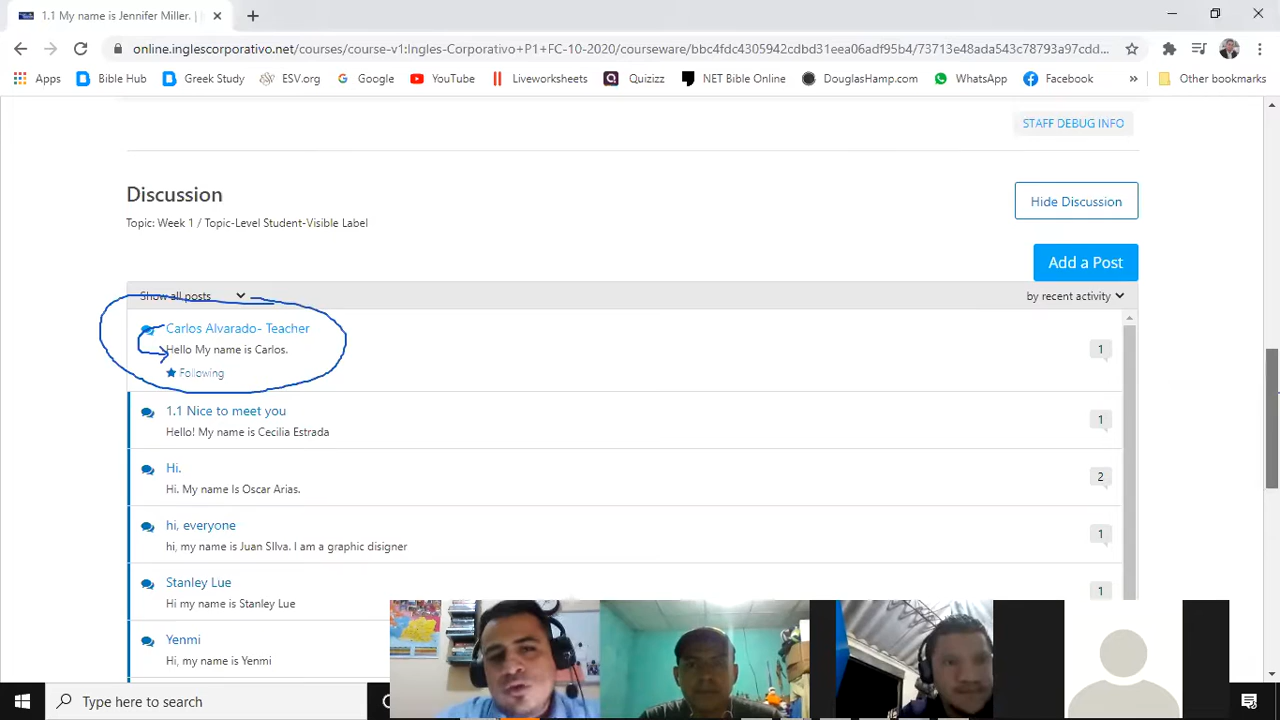 1.1 My name is Jennifer Miller. |
online.inglescorporativo.net/courses/course-v1:Ingles-Corporativo+P1+FC-10-2020/courseware/bbc4fdc4305942cdbd31eea06adf95b4/73713e48ada543c78793a97cdd...
Apps Bible Hub Greek Study ESV.org Google YouTube Liveworksheets Quizizz NET Bible Online DouglasHamp.com WhatsApp Facebook » Other bookmarks
STAFF DEBUG INFO
Discussion
Hide Discussion
Topic: Week 1 / Topic-Level Student-Visible Label
Add a Post
Show all posts
by recent activity
Carlos Alvarado- Teacher
Hello My name is Carlos.
1
Following
1.1 Nice to meet you
1
Hello! My name is Cecilia Estrada
Hi.
2
Hi. My name Is Oscar Arias.
hi, everyone
1
hi, my name is Juan SIlva. I am a graphic disigner
Stanley Lue
1
Hi my name is Stanley Lue
Yenmi
Hi, my name is Yenmi
Type here to search